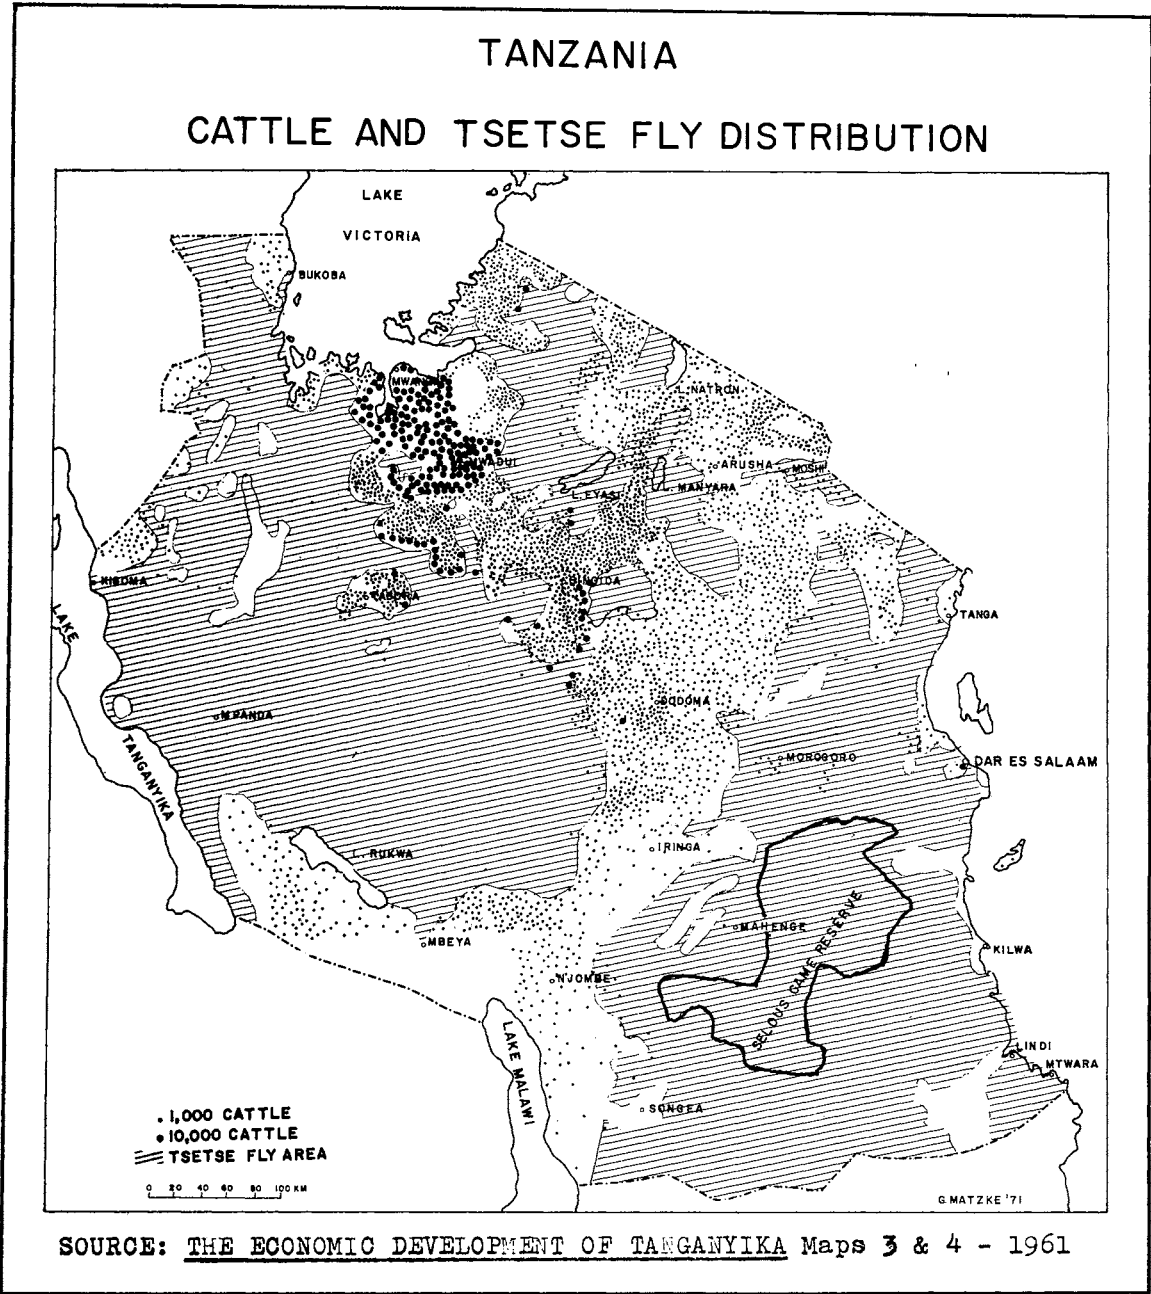 TANZANIA
CATTLE AND TSETSE FLY DISTRIBUTION
LAKE
VICTORIA
BUKOBA
MWANZA
L. NATRON
MWADUI
ARUSHA
MOSHI
L. EYASI
L. MANYARA
KIGOMA
SINGIDA
TABORA
TANGA
LAKE
TANGANYIKA
MPANDA
DODOMA
MOROGORO
DAR ES SALAAM
L. RUKWA
IRINGA
MBEYA
MAHENGE
SELOUS GAME RESERVE
KILWA
NJOMBE
LAKE MALAWI
LINDI
MTWARA
SONGEA
. 1,000 CATTLE
● 10,000 CATTLE
TSETSE FLY AREA
0 20 40 60 80 100 KM
G. MATZKE '71
SOURCE: THE ECONOMIC DEVELOPMENT OF TANGANYIKA Maps 3 & 4 - 1961